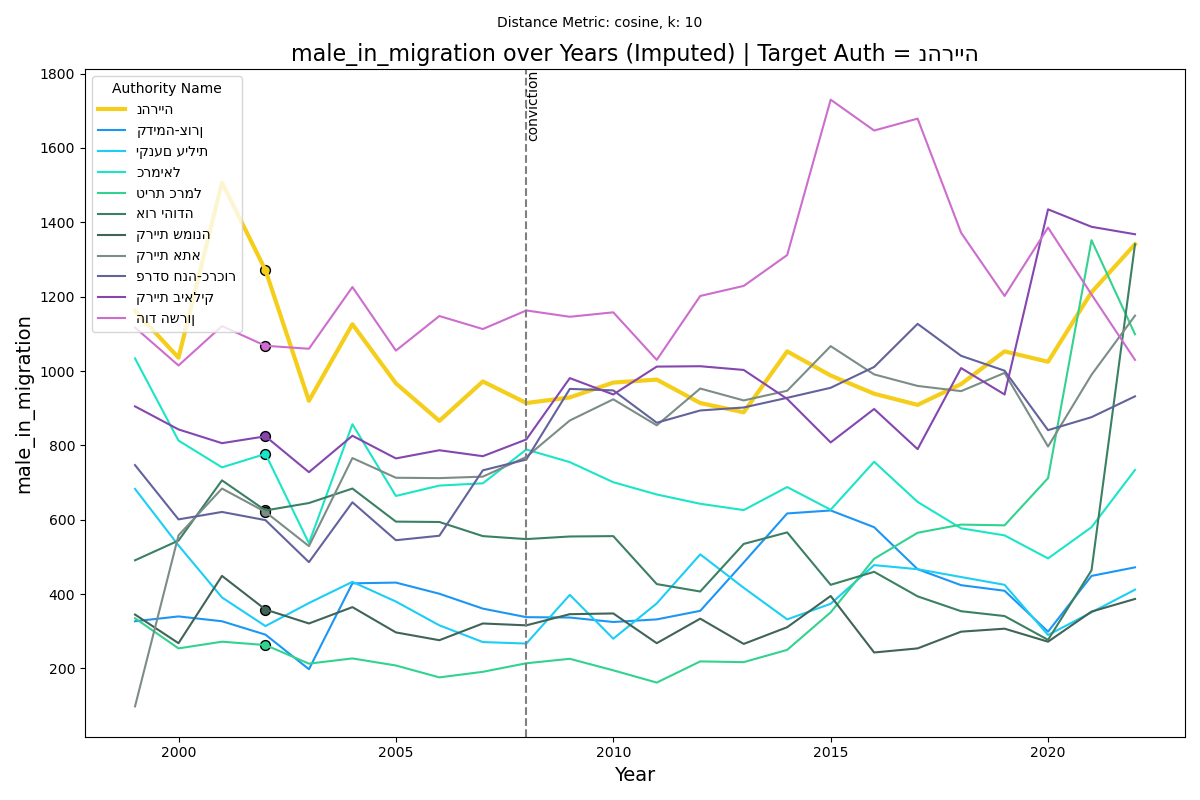 Distance Metric: cosine, k: 10
male_in_migration over Years (Imputed) | Target Auth = נהרייה
Authority Name
נהרייה
קדימה-צורן
יקנעם עילית
כרמיאל
טירת כרמל
אור יהודה
קריית שמונה
קריית אתא
פרדס חנה-כרכור
קריית ביאליק
הוד השרון
conviction
male_in_migration
1800
1600
1400
1200
1000
800
600
400
200
2000
2005
2010
2015
2020
Year